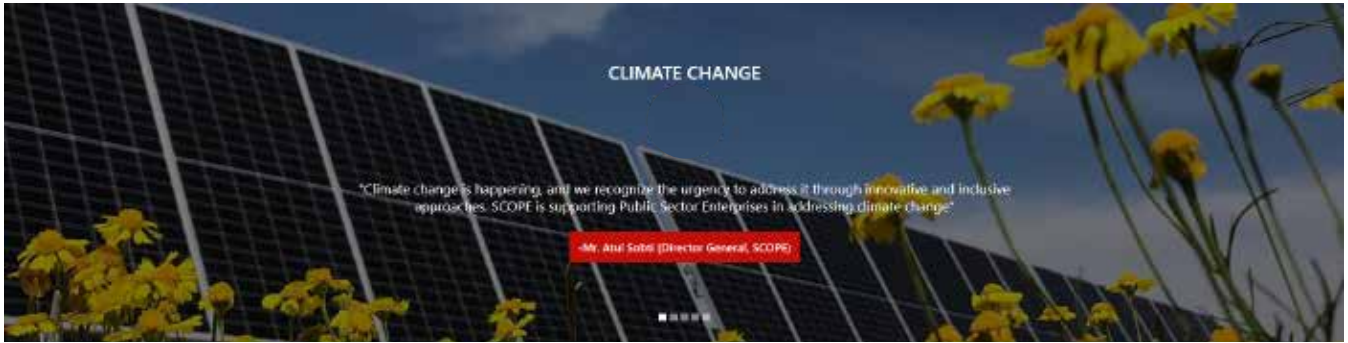 CLIMATE CHANGE
"Climate change is happening, and we recognize the urgency to address it through innovative and inclusive
approaches. SCOPE is supporting Public Sector Enterprises in addressing climate change"
-Mr. Atul Sobti (Director General, SCOPE)